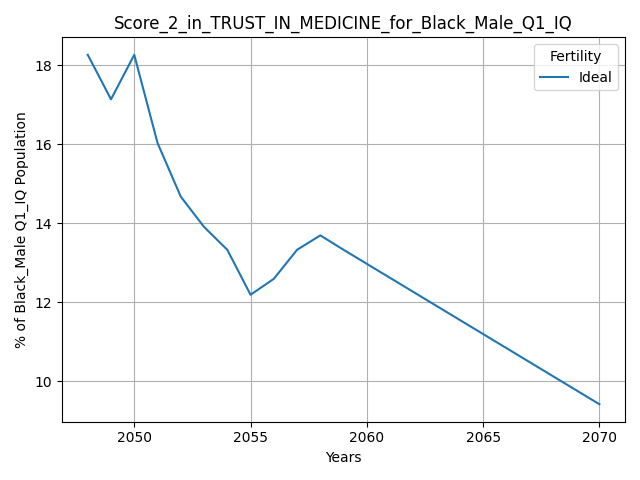 Score_2_in_TRUST_IN_MEDICINE_for_Black_Male_Q1_IQ
Fertility
Ideal
% of Black_Male Q1_IQ Population
18
16
14
12
10
2050 2055 2060 2065 2070
Years